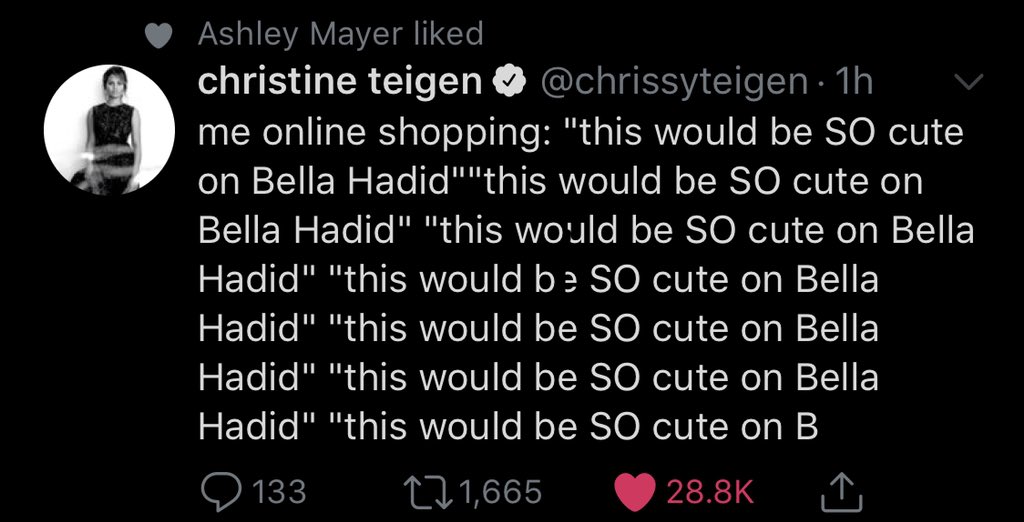 Ashley Mayer liked
christine teigen @chrissyteigen · 1h
me online shopping: "this would be SO cute
on Bella Hadid""this would be SO cute on
Bella Hadid" "this would be SO cute on Bella
Hadid" "this would be SO cute on Bella
Hadid" "this would be SO cute on Bella
Hadid" "this would be SO cute on Bella
Hadid" "this would be SO cute on B
133 1,665 28.8K